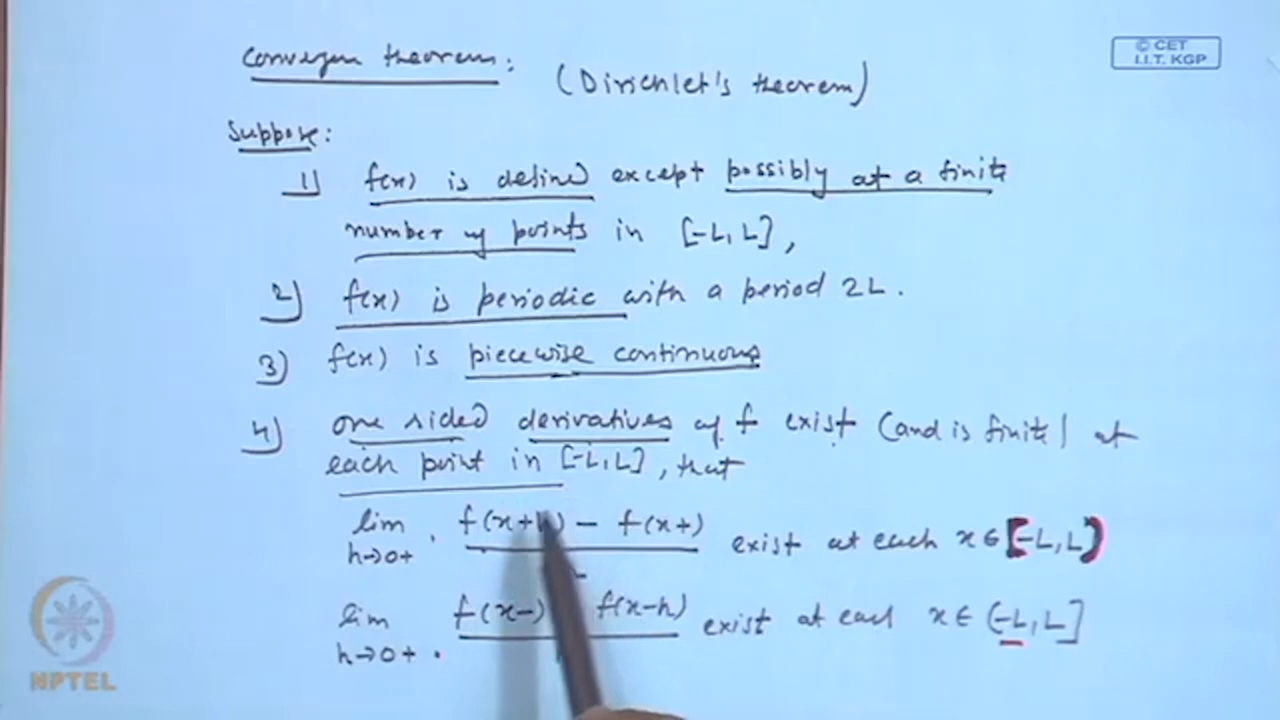 Convergen theorem:
(Dirichlet's theorem)
© CET
I.I.T. KGP
Suppose:
1) f(x) is defined except possibly at a finite
number of points in [-L, L],
2) f(x) is periodic with a period 2L.
3) f(x) is piecewise continuous
4) one sided derivatives of f exist (and is finite) at
each point in [-L, L], that
lim f(x+h) - f(x+) exist at each x ∈ [-L, L)
h→0+
lim f(x-) f(x-h) exist at each x ∈ (-L, L]
h→0+
NPTEL